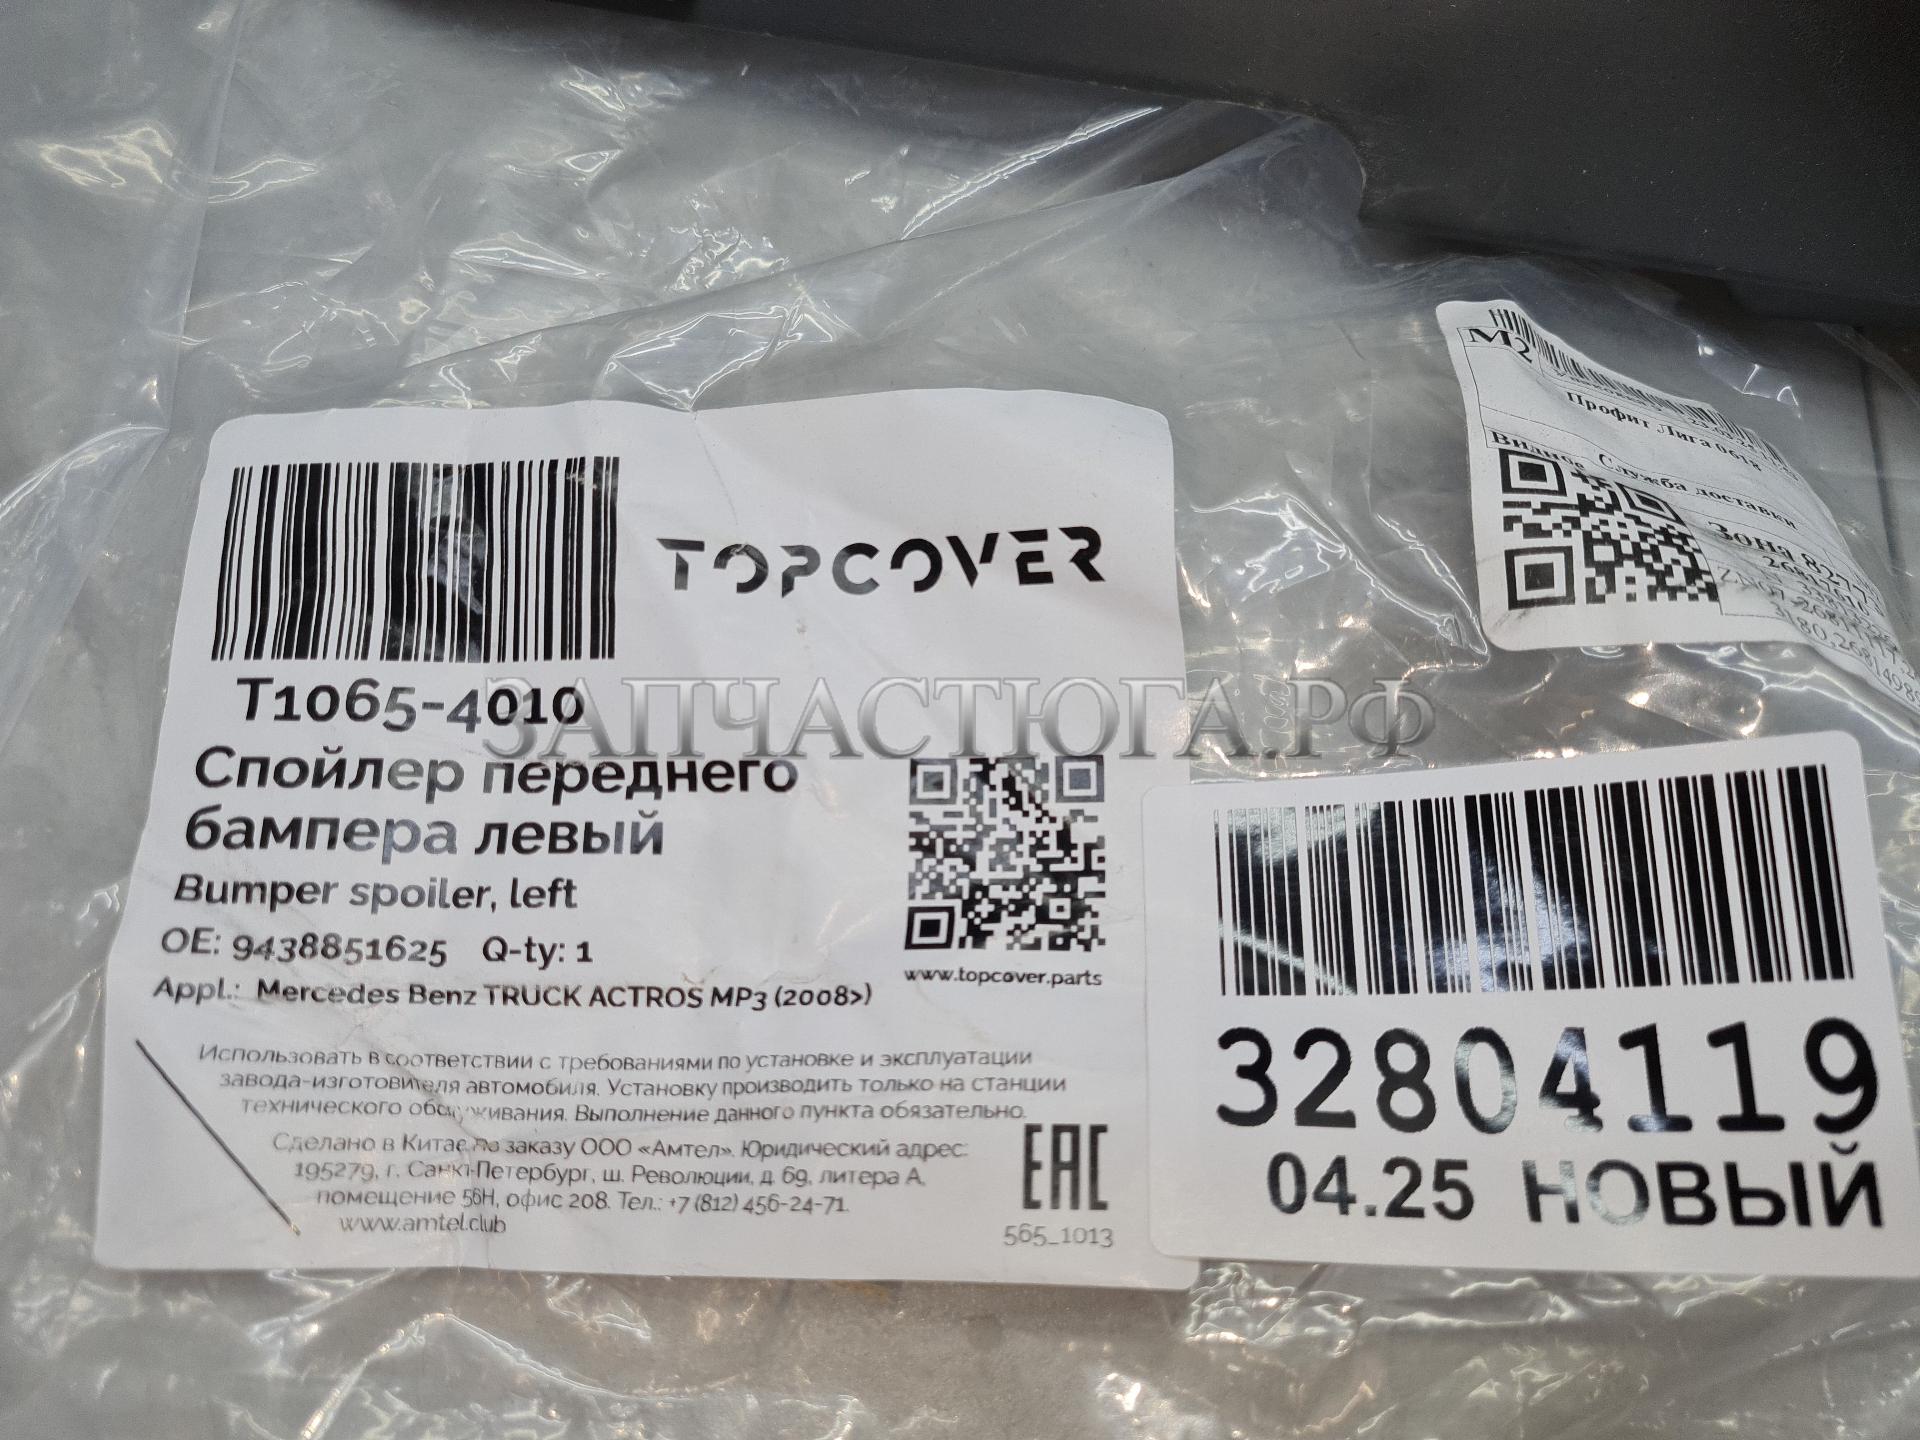 TOPCOVER
T1065-4010
Спойлер переднего
бампера левый
Bumper spoiler, left
OE: 9438851625 Q-ty: 1
Appl.: Mercedes Benz TRUCK ACTROS MP3 (2008>)
www.topcover.parts
Использовать в соответствии с требованиями по установке и эксплуатации
завода-изготовителя автомобиля. Установку производить только на станции
технического обслуживания. Выполнение данного пункта обязательно.
Сделано в Китае по заказу ООО «Амтел». Юридический адрес:
195279, г. Санкт-Петербург, ш. Революции, д. 69, литера А,
помещение 56Н, офис 208. Тел.: +7 (812) 456-24-71.
www.amtel.club
EAC
565_1013
ЗАПЧАСТЮГА.РФ
M2
Профит Лига 0618
Видное
Служба доставки
Зона
32804119
04.25 НОВЫЙ